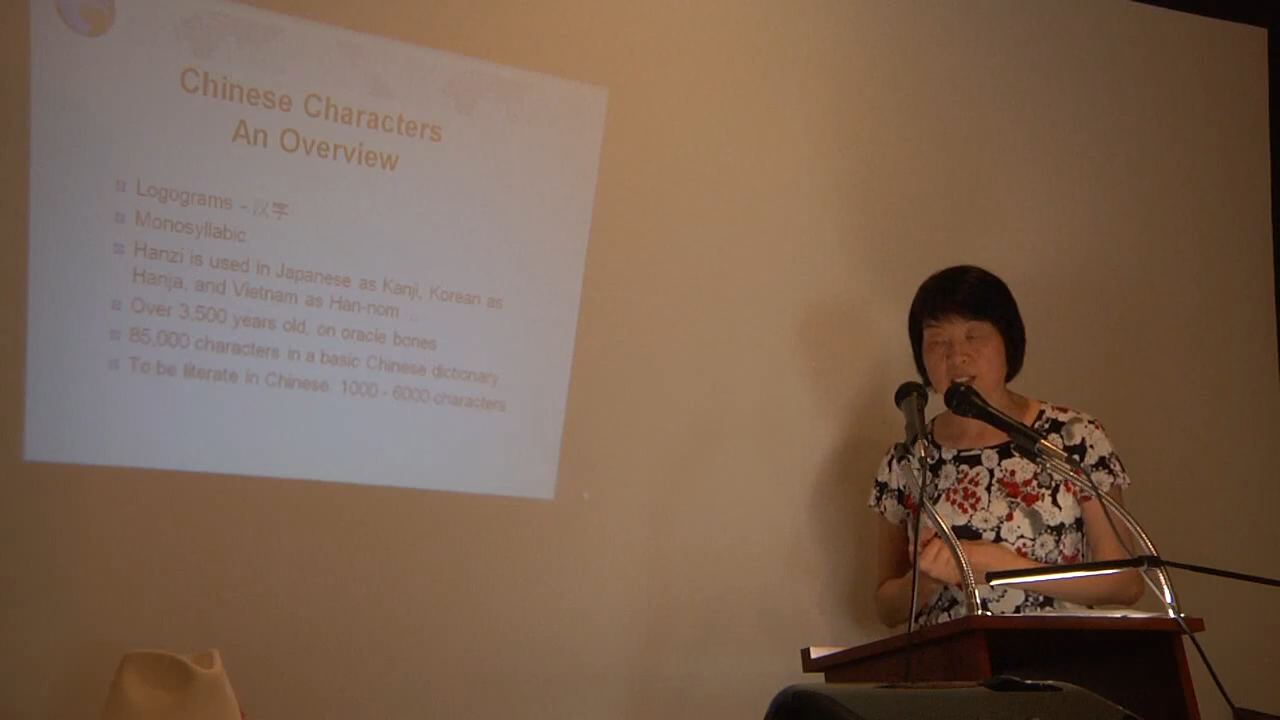 Chinese Characters
An Overview
Logograms - 汉字
Monosyllabic
Hanzi is used in Japanese as Kanji, Korean as
Hanja, and Vietnam as Han-nom
Over 3,500 years old, on oracle bones
85,000 characters in a basic Chinese dictionary
To be literate in Chinese, 1000 - 6000 characters